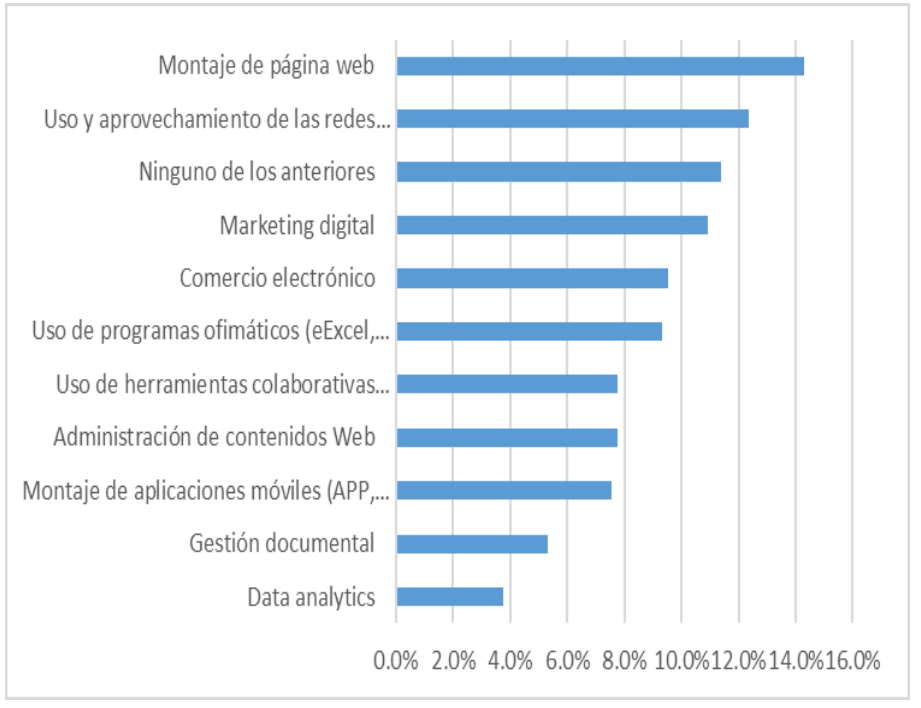 Montaje de página web
Uso y aprovechamiento de las redes...
Ninguno de los anteriores
Marketing digital
Comercio electrónico
Uso de programas ofimáticos (eExcel,...
Uso de herramientas colaborativas...
Administración de contenidos Web
Montaje de aplicaciones móviles (APP,...
Gestión documental
Data analytics
0.0% 2.0% 4.0% 6.0% 8.0% 10.0% 12.0% 14.0% 16.0%